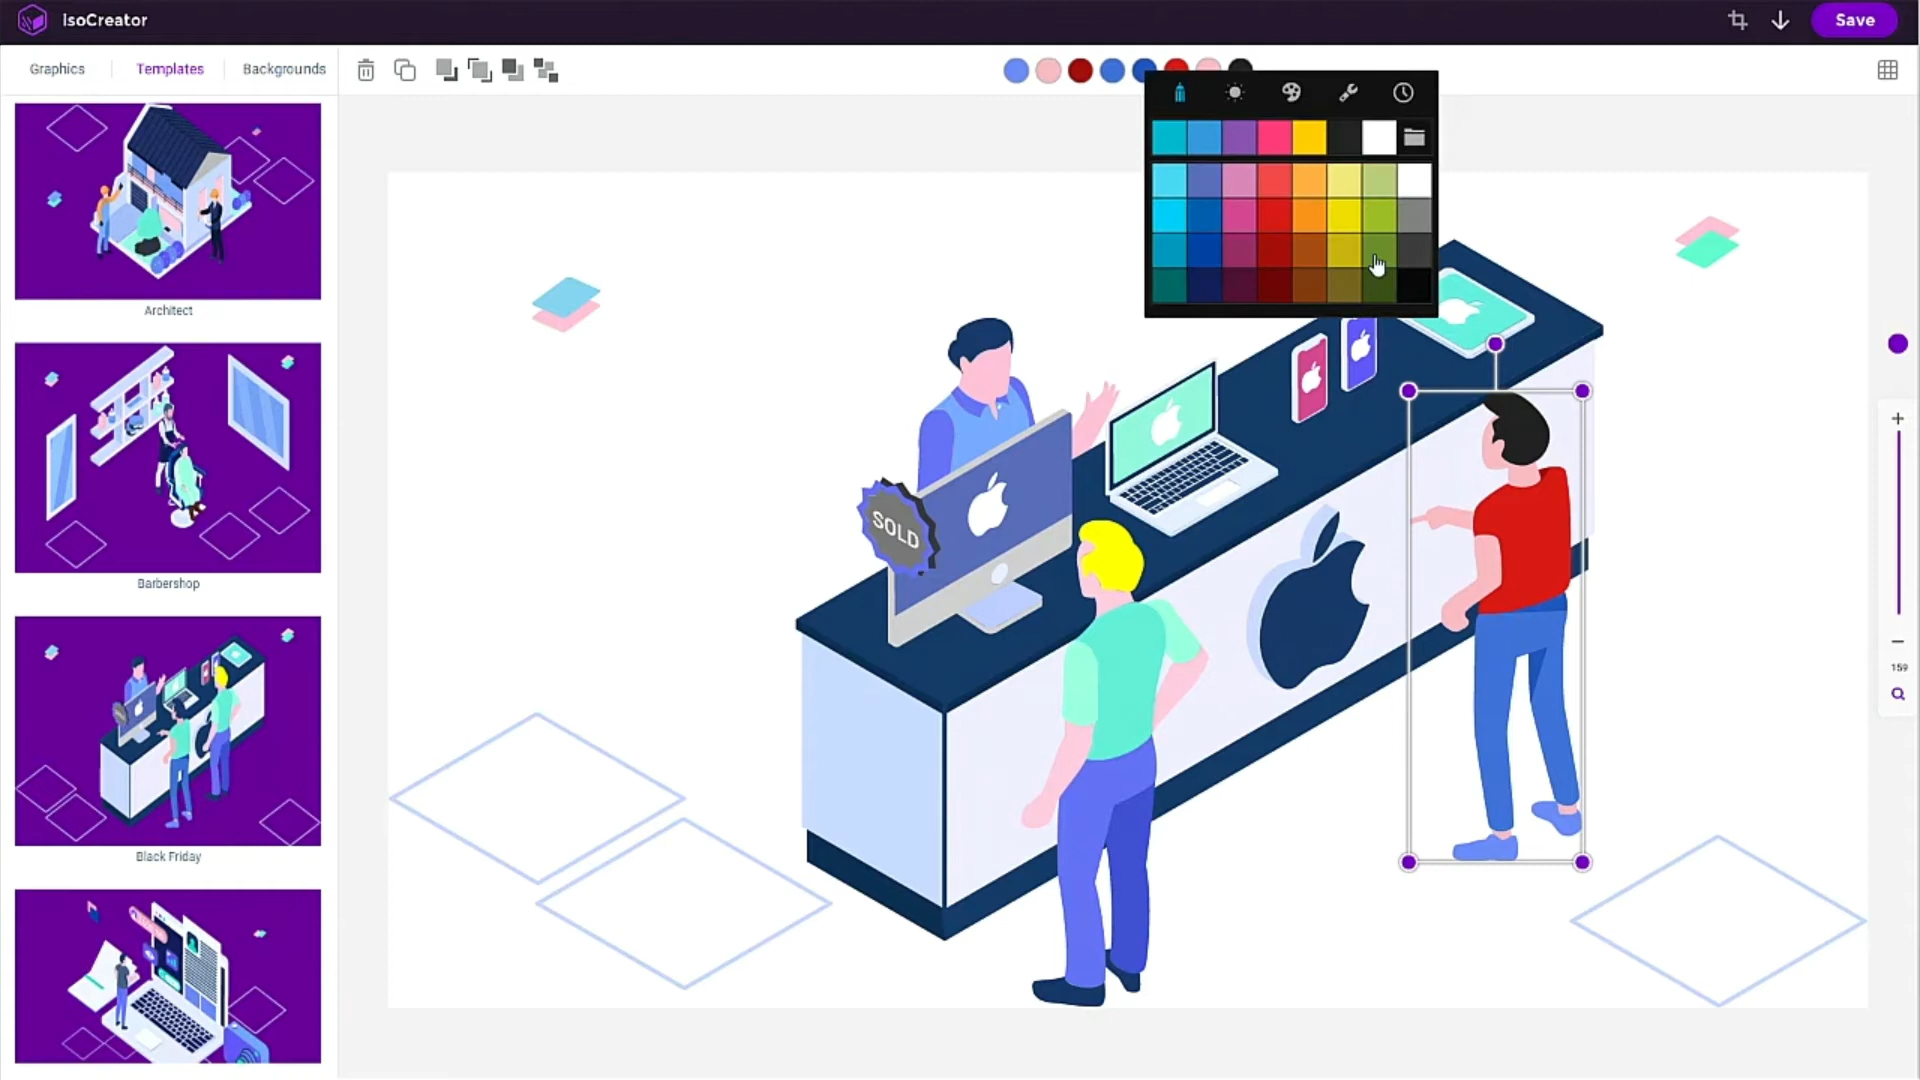 IsoCreator
Save
Graphics
Templates
Backgrounds
Architect
Barbershop
Black Friday
SOLD
+
−
159